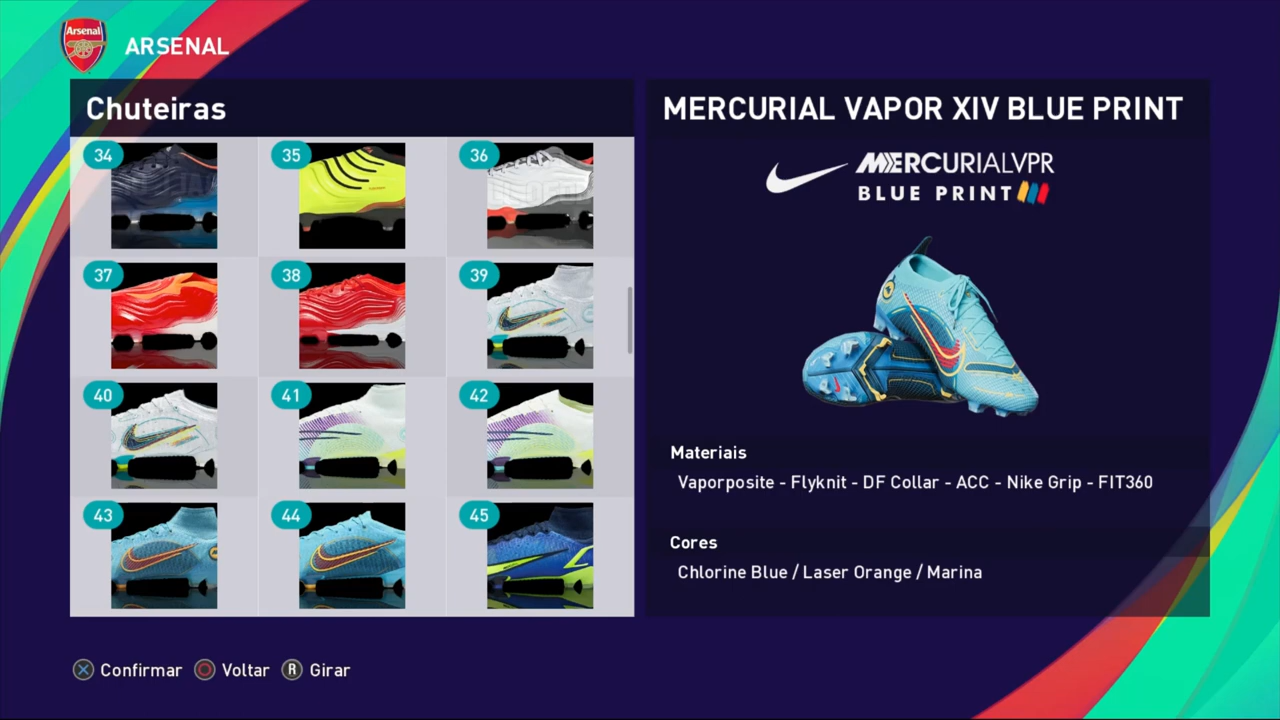 Arsenal
ARSENAL
Chuteiras
34
35
36
37
38
39
40
41
42
43
44
45
MERCURIAL VAPOR XIV BLUE PRINT
MERCURIALVPR
BLUE PRINT
Materiais
Vaporposite - Flyknit - DF Collar - ACC - Nike Grip - FIT360
Cores
Chlorine Blue / Laser Orange / Marina
Confirmar
Voltar
R Girar